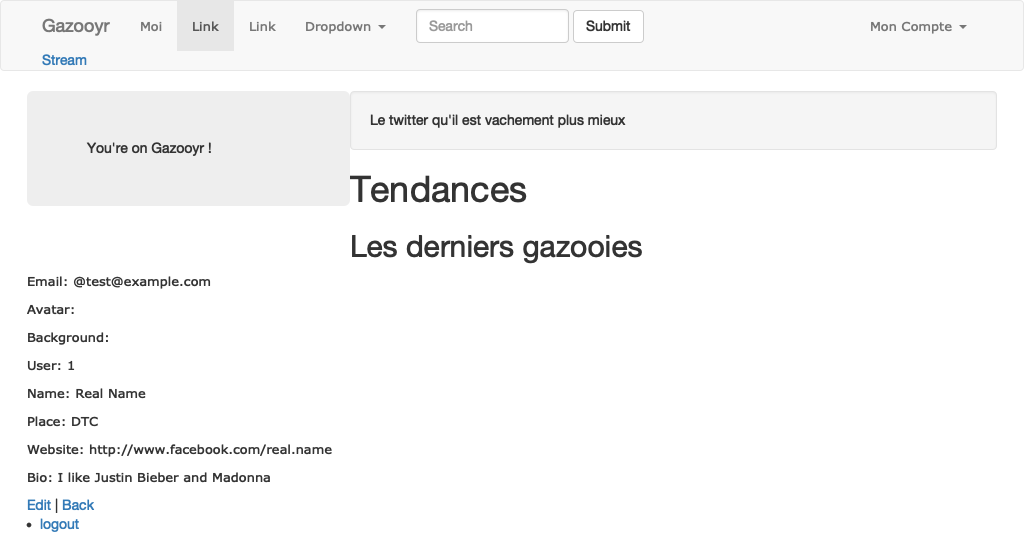 Gazooyr Moi Link Link Dropdown Search Submit Mon Compte
Stream
You're on Gazooyr !
Le twitter qu'il est vachement plus mieux
Tendances
Les derniers gazooies
Email: @test@example.com
Avatar:
Background:
User: 1
Name: Real Name
Place: DTC
Website: http://www.facebook.com/real.name
Bio: I like Justin Bieber and Madonna
Edit | Back
• logout